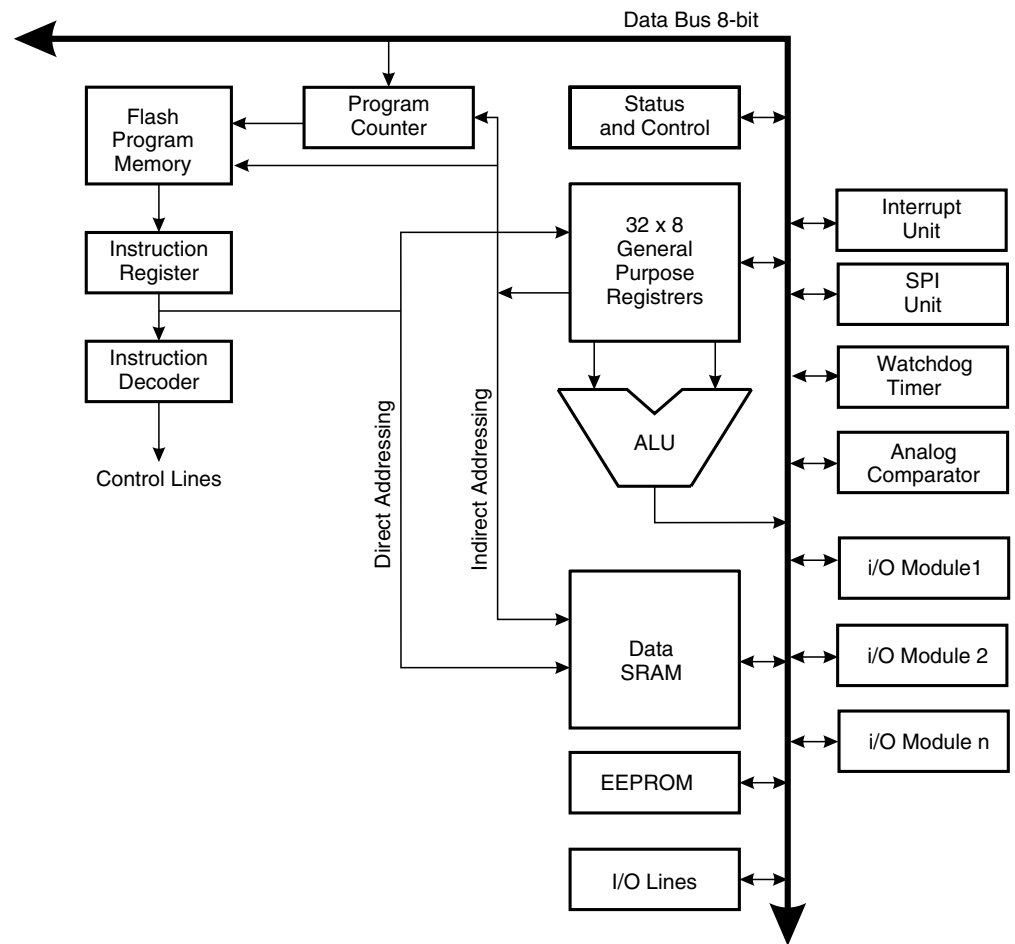 Data Bus 8-bit
Flash
Program
Memory
Program
Counter
Status
and Control
32 x 8
General
Purpose
Registrers
Interrupt
Unit
Instruction
Register
SPI
Unit
Instruction
Decoder
Watchdog
Timer
Direct Addressing
Indirect Addressing
ALU
Analog
Comparator
Control Lines
i/O Module1
Data
SRAM
i/O Module 2
i/O Module n
EEPROM
I/O Lines